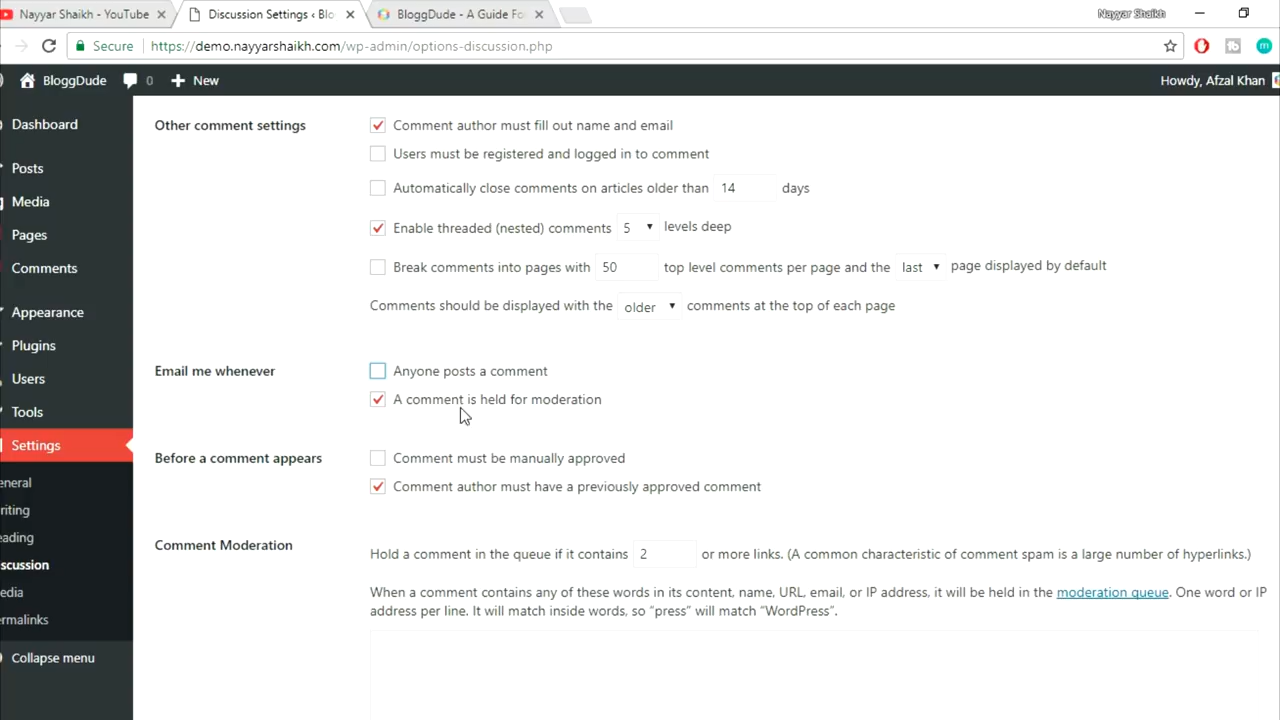 Nayyar Shaikh - YouTube
Discussion Settings ‹ Blo
BloggDude - A Guide Fo
Nayyar Shaikh
Secure
https://demo.nayyarshaikh.com/wp-admin/options-discussion.php
BloggDude
0
New
Howdy, Afzal Khan
Dashboard
Posts
Media
Pages
Comments
Appearance
Plugins
Users
Tools
Settings
eneral
riting
eading
scussion
edia
ermalinks
Collapse menu
Other comment settings
Comment author must fill out name and email
Users must be registered and logged in to comment
Automatically close comments on articles older than 14 days
Enable threaded (nested) comments 5 levels deep
Break comments into pages with 50 top level comments per page and the last page displayed by default
Comments should be displayed with the older comments at the top of each page
Email me whenever
Anyone posts a comment
A comment is held for moderation
Before a comment appears
Comment must be manually approved
Comment author must have a previously approved comment
Comment Moderation
Hold a comment in the queue if it contains 2 or more links. (A common characteristic of comment spam is a large number of hyperlinks.)
When a comment contains any of these words in its content, name, URL, email, or IP address, it will be held in the moderation queue. One word or IP
address per line. It will match inside words, so “press” will match “WordPress”.